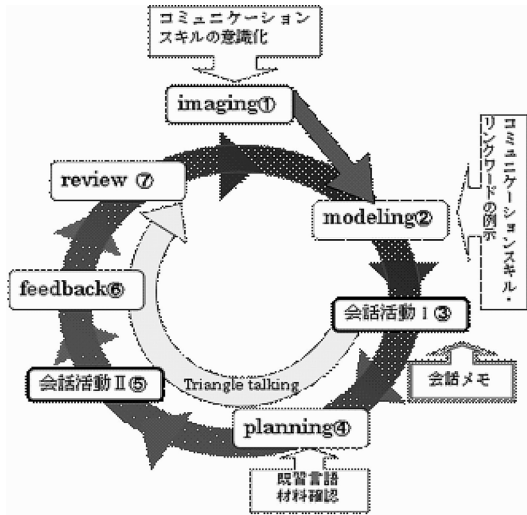 コミュニケーション
スキルの意識化
imaging①
modeling②
コミュニケーションスキル・
リンクワードの例示
会話活動Ⅰ③
会話メモ
planning④
既習言語
材料確認
会話活動Ⅱ⑤
feedback⑥
review ⑦
Triangle talking